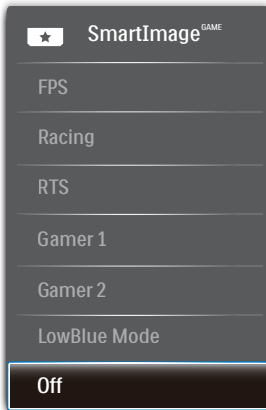 SmartImage GAME
FPS
Racing
RTS
Gamer 1
Gamer 2
LowBlue Mode
Off